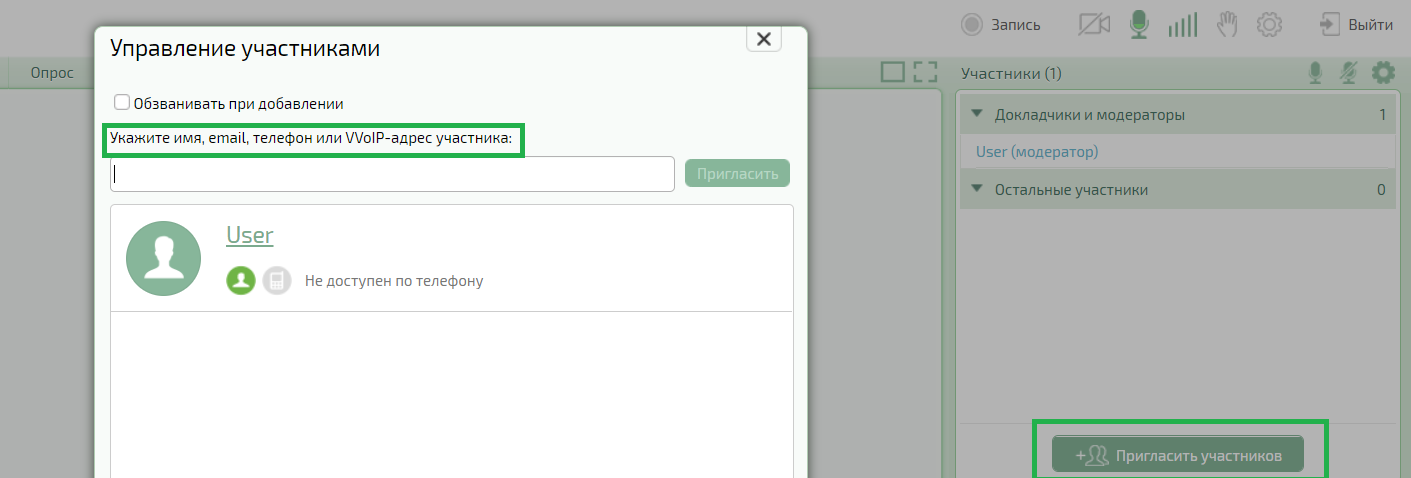 Запись
Выйти
Опрос
Управление участниками
Обзванивать при добавлении
Укажите имя, email, телефон или VVoIP-адрес участника:
Пригласить
User
Не доступен по телефону
Участники (1)
Докладчики и модераторы 1
User (модератор)
Остальные участники 0
Пригласить участников